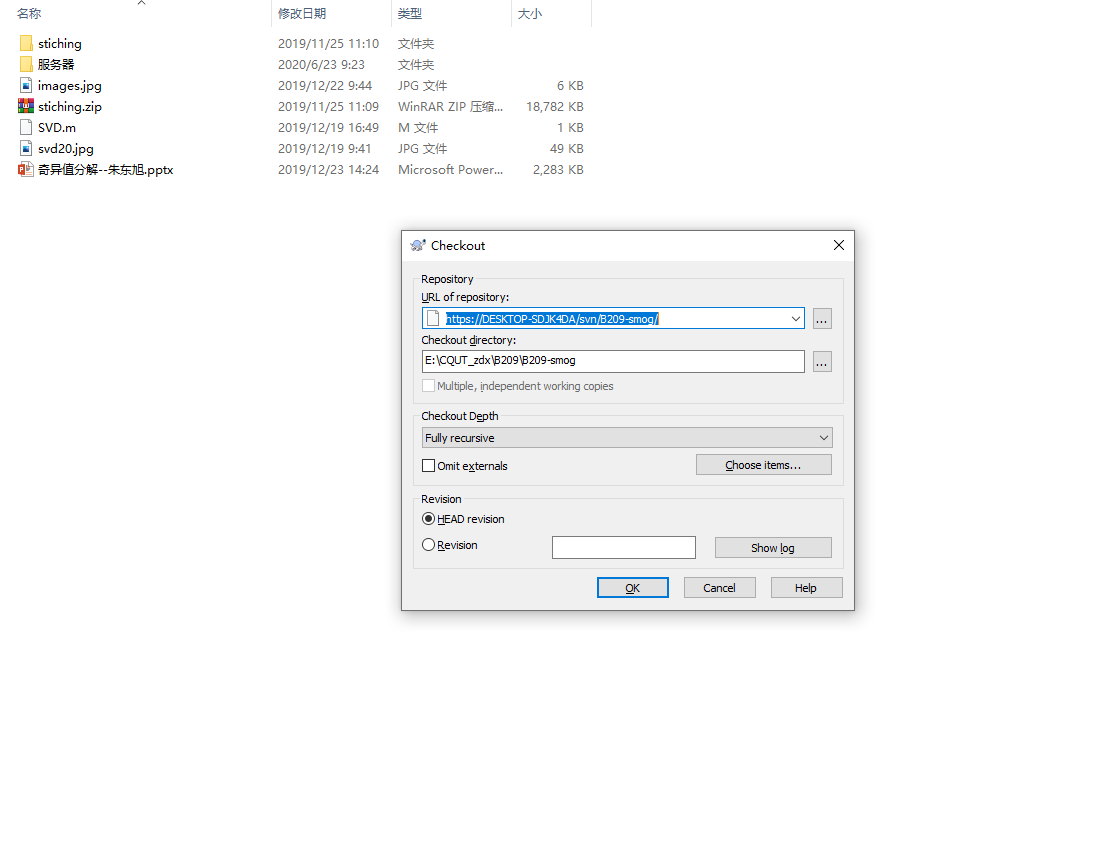 名称 修改日期 类型 大小
stiching 2019/11/25 11:10 文件夹
服务器 2020/6/23 9:23 文件夹
images.jpg 2019/12/22 9:44 JPG 文件 6 KB
stiching.zip 2019/11/25 11:09 WinRAR ZIP 压缩... 18,782 KB
SVD.m 2019/12/19 16:49 M 文件 1 KB
svd20.jpg 2019/12/19 9:41 JPG 文件 49 KB
奇异值分解--朱东旭.pptx 2019/12/23 14:24 Microsoft Power... 2,283 KB
Checkout
Repository
URL of repository:
https://DESKTOP-SDJK4DA/svn/B209-smog/
...
Checkout directory:
E:\CQUT_zdx\B209\B209-smog
...
Multiple, independent working copies
Checkout Depth
Fully recursive
Omit externals Choose items...
Revision
HEAD revision
Revision Show log
OK Cancel Help